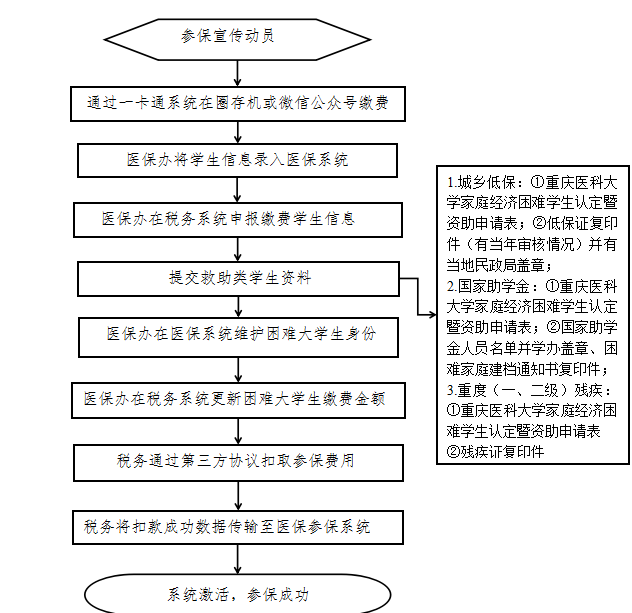 参保宣传动员
通过一卡通系统在圈存机或微信公众号缴费
医保办将学生信息录入医保系统
医保办在税务系统申报缴费学生信息
提交救助类学生资料
医保办在医保系统维护困难大学生身份
医保办在税务系统更新困难大学生缴费金额
税务通过第三方协议扣取参保费用
税务将扣款成功数据传输至医保参保系统
系统激活，参保成功
1.城乡低保：①重庆医科大
学家庭经济困难学生认定暨
资助申请表；②低保证复印
件（有当年审核情况）并有
当地民政局盖章；
2.国家助学金：①重庆医科
大学家庭经济困难学生认定
暨资助申请表；②国家助学
金人员名单并学办盖章、困
难家庭建档通知书复印件；
3.重度（一、二级）残疾：
①重庆医科大学家庭经济困
难学生认定暨资助申请表
②残疾证复印件